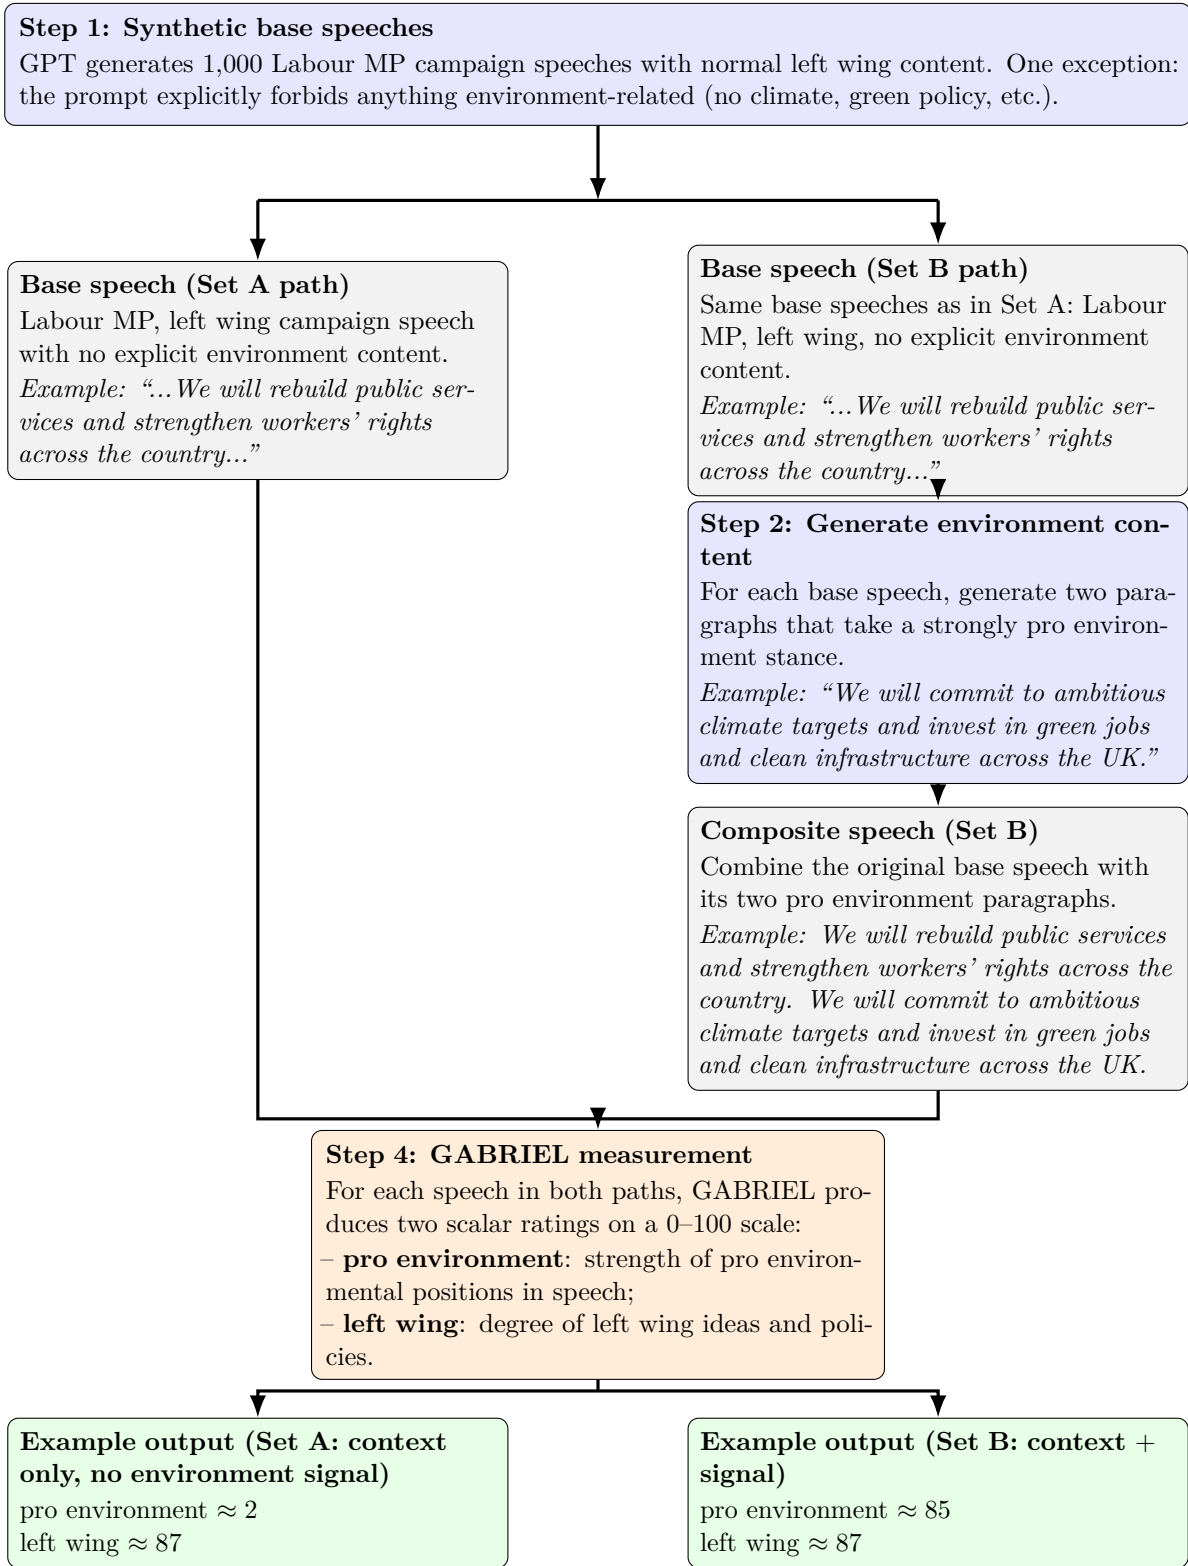 Step 1: Synthetic base speeches
GPT generates 1,000 Labour MP campaign speeches with normal left wing content. One exception:
the prompt explicitly forbids anything environment-related (no climate, green policy, etc.).
Base speech (Set A path)
Labour MP, left wing campaign speech
with no explicit environment content.
Example: “...We will rebuild public ser-
vices and strengthen workers’ rights
across the country...”
Base speech (Set B path)
Same base speeches as in Set A: Labour
MP, left wing, no explicit environment
content.
Example: “...We will rebuild public ser-
vices and strengthen workers’ rights
across the country...”
Step 2: Generate environment con-
tent
For each base speech, generate two para-
graphs that take a strongly pro environ-
ment stance.
Example: “We will commit to ambitious
climate targets and invest in green jobs
and clean infrastructure across the UK.”
Composite speech (Set B)
Combine the original base speech with
its two pro environment paragraphs.
Example: We will rebuild public services
and strengthen workers’ rights across the
country. We will commit to ambitious
climate targets and invest in green jobs
and clean infrastructure across the UK.
Step 4: GABRIEL measurement
For each speech in both paths, GABRIEL pro-
duces two scalar ratings on a 0–100 scale:
– pro environment: strength of pro environ-
mental positions in speech;
– left wing: degree of left wing ideas and poli-
cies.
Example output (Set A: context
only, no environment signal)
pro environment ≈ 2
left wing ≈ 87
Example output (Set B: context +
signal)
pro environment ≈ 85
left wing ≈ 87